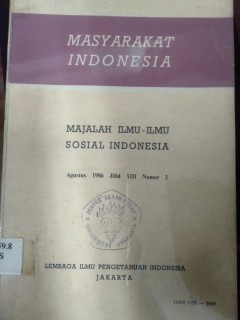 MASYARAKAT
INDONESIA
MAJALAH ILMU-ILMU
SOSIAL INDONESIA
Agustus 1986 Jilid XIII Nomor 2
LEMBAGA ILMU PENGETAHUAN INDONESIA
JAKARTA